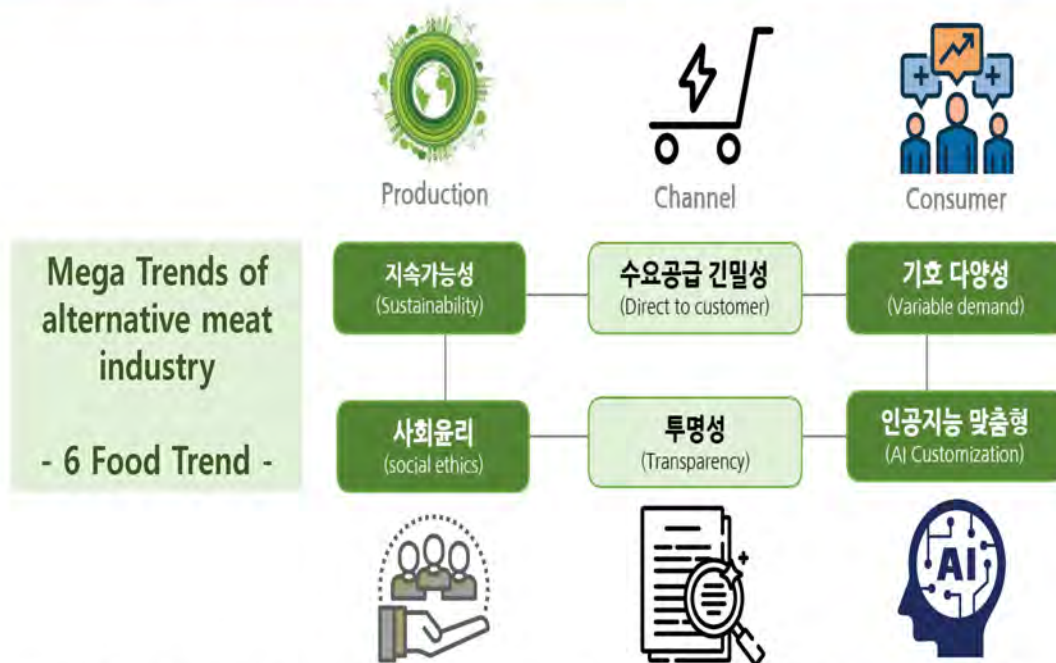 Production
Channel
Consumer
Mega Trends of
alternative meat
industry
- 6 Food Trend -
지속가능성
(Sustainability)
수요공급 긴밀성
(Direct to customer)
기호 다양성
(Variable demand)
사회윤리
(social ethics)
투명성
(Transparency)
인공지능 맞춤형
(AI Customization)
AI